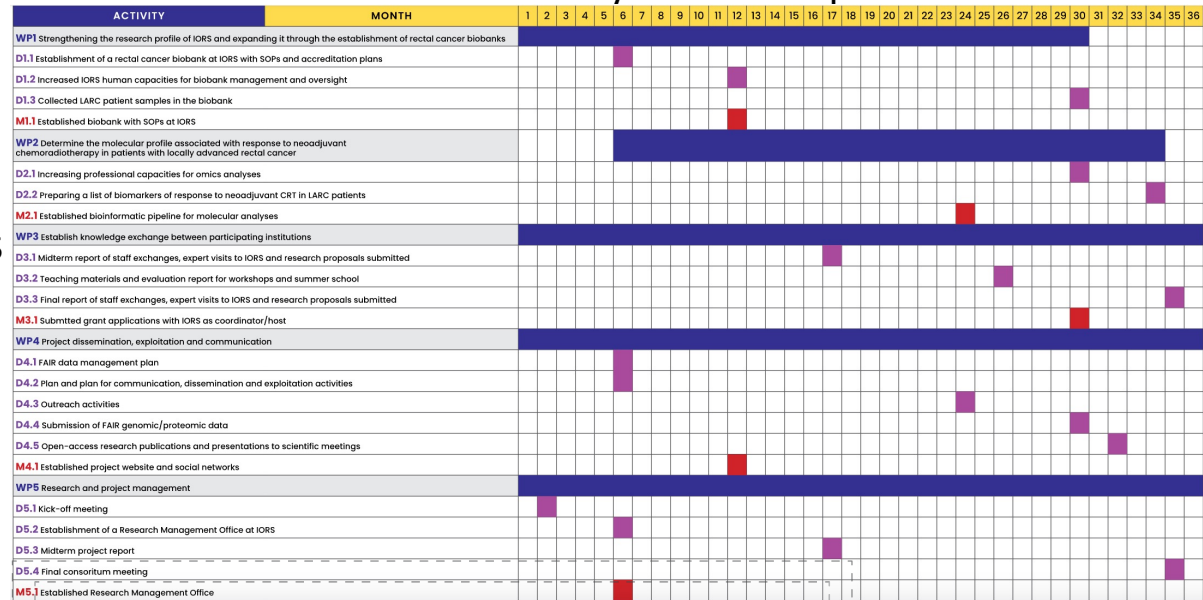 ACTIVITY MONTH 1 2 3 4 5 6 7 8 9 10 11 12 13 14 15 16 17 18 19 20 21 22 23 24 25 26 27 28 29 30 31 32 33 34 35 36
WP1 Strengthening the research profile of IORS and expanding it through the establishment of rectal cancer biobanks
D1.1 Establishment of a rectal cancer biobank at IORS with SOPs and accreditation plans
D1.2 Increased IORS human capacities for biobank management and oversight
D1.3 Collected LARC patient samples in the biobank
M1.1 Established biobank with SOPs at IORS
WP2 Determine the molecular profile associated with response to neoadjuvant
chemoradiotherapy in patients with locally advanced rectal cancer
D2.1 Increasing professional capacities for omics analyses
D2.2 Preparing a list of biomarkers of response to neoadjuvant CRT in LARC patients
M2.1 Established bioinformatic pipeline for molecular analyses
WP3 Establish knowledge exchange between participating institutions
D3.1 Midterm report of staff exchanges, expert visits to IORS and research proposals submitted
D3.2 Teaching materials and evaluation report for workshops and summer school
D3.3 Final report of staff exchanges, expert visits to IORS and research proposals submitted
M3.1 Submtted grant applications with IORS as coordinator/host
WP4 Project dissemination, exploitation and communication
D4.1 FAIR data management plan
D4.2 Plan and plan for communication, dissemination and exploitation activities
D4.3 Outreach activities
D4.4 Submission of FAIR genomic/proteomic data
D4.5 Open-access research publications and presentations to scientific meetings
M4.1 Established project website and social networks
WP5 Research and project management
D5.1 Kick-off meeting
D5.2 Establishment of a Research Management Office at IORS
D5.3 Midterm project report
D5.4 Final consoritum meeting
M5.1 Established Research Management Office